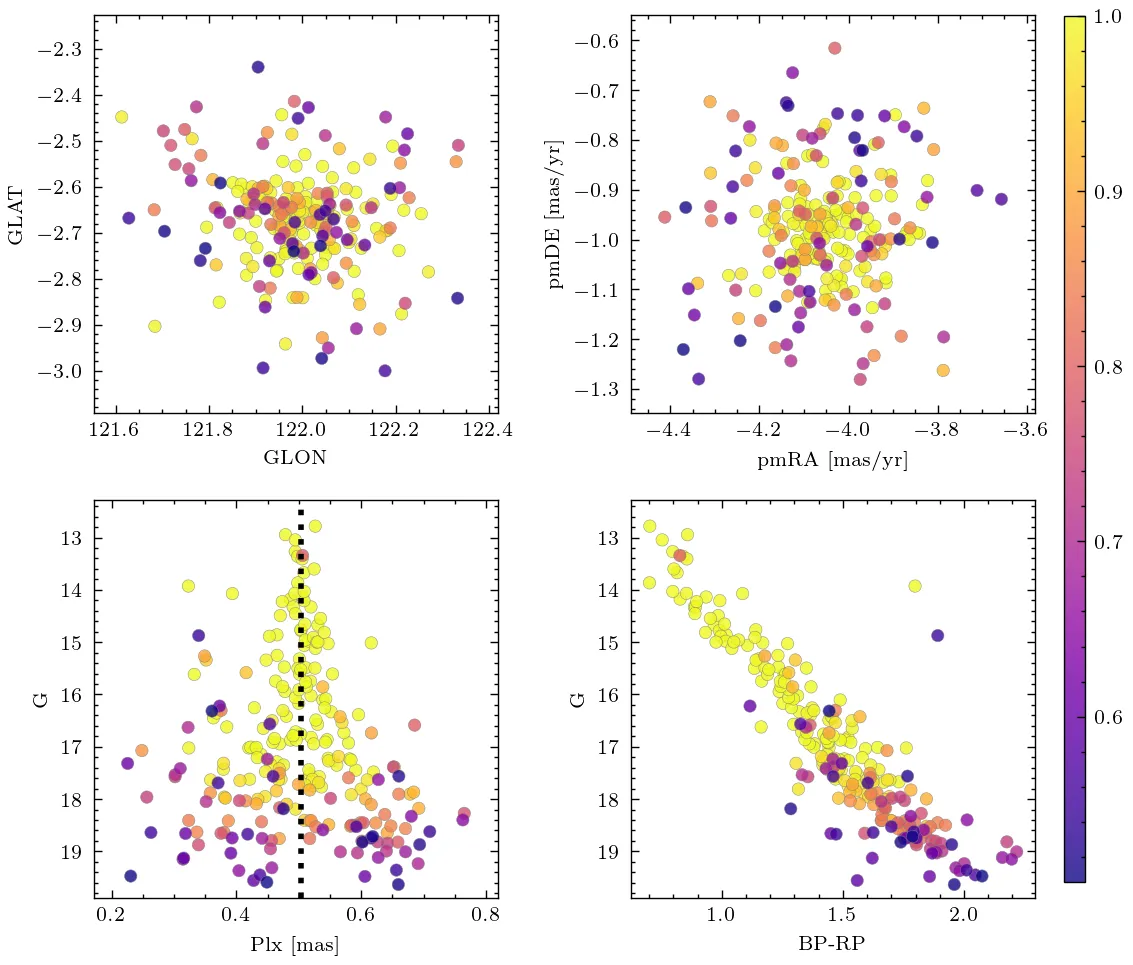 −2.3
−2.4
−2.5
−2.6
−2.7
−2.8
−2.9
−3.0
GLAT
121.6 121.8 122.0 122.2 122.4
GLON
−0.6
−0.7
−0.8
−0.9
−1.0
−1.1
−1.2
−1.3
pmDE [mas/yr]
−4.4 −4.2 −4.0 −3.8 −3.6
pmRA [mas/yr]
13
14
15
16
17
18
19
G
0.2 0.4 0.6 0.8
Plx [mas]
13
14
15
16
17
18
19
G
1.0 1.5 2.0
BP-RP
1.0
0.9
0.8
0.7
0.6